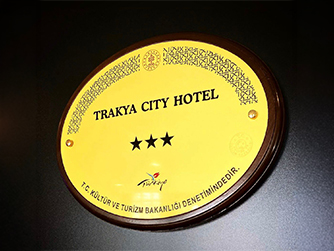 TRAKYA CITY HOTEL
Türkiye
T.C. KÜLTÜR VE TURİZM BAKANLIĞI DENETİMİNDEDİR.